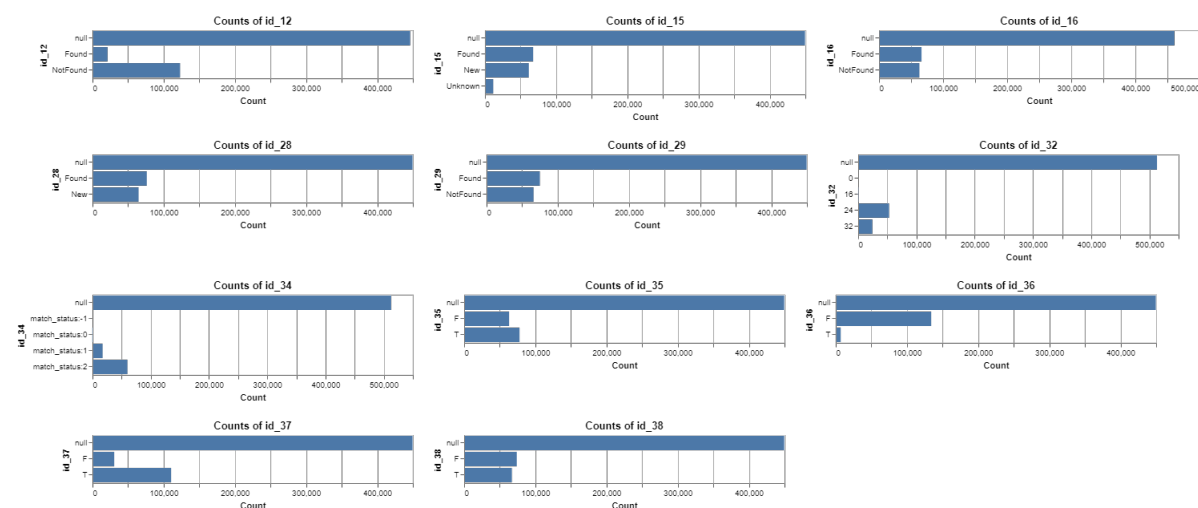 Counts of id_12
id_12
null
Found
NotFound
0 100,000 200,000 300,000 400,000
Count
Counts of id_15
id_15
null
Found
New
Unknown
0 100,000 200,000 300,000 400,000
Count
Counts of id_16
id_16
null
Found
NotFound
0 100,000 200,000 300,000 400,000 500,000
Count
Counts of id_28
id_28
null
Found
New
0 100,000 200,000 300,000 400,000
Count
Counts of id_29
id_29
null
Found
NotFound
0 100,000 200,000 300,000 400,000
Count
Counts of id_32
id_32
null
0
16
24
32
0 100,000 200,000 300,000 400,000 500,000
Count
Counts of id_34
id_34
null
match_status:-1
match_status:0
match_status:1
match_status:2
0 100,000 200,000 300,000 400,000 500,000
Count
Counts of id_35
id_35
null
F
T
0 100,000 200,000 300,000 400,000
Count
Counts of id_36
id_36
null
F
T
0 100,000 200,000 300,000 400,000
Count
Counts of id_37
id_37
null
F
T
0 100,000 200,000 300,000 400,000
Count
Counts of id_38
id_38
null
F
T
0 100,000 200,000 300,000 400,000
Count